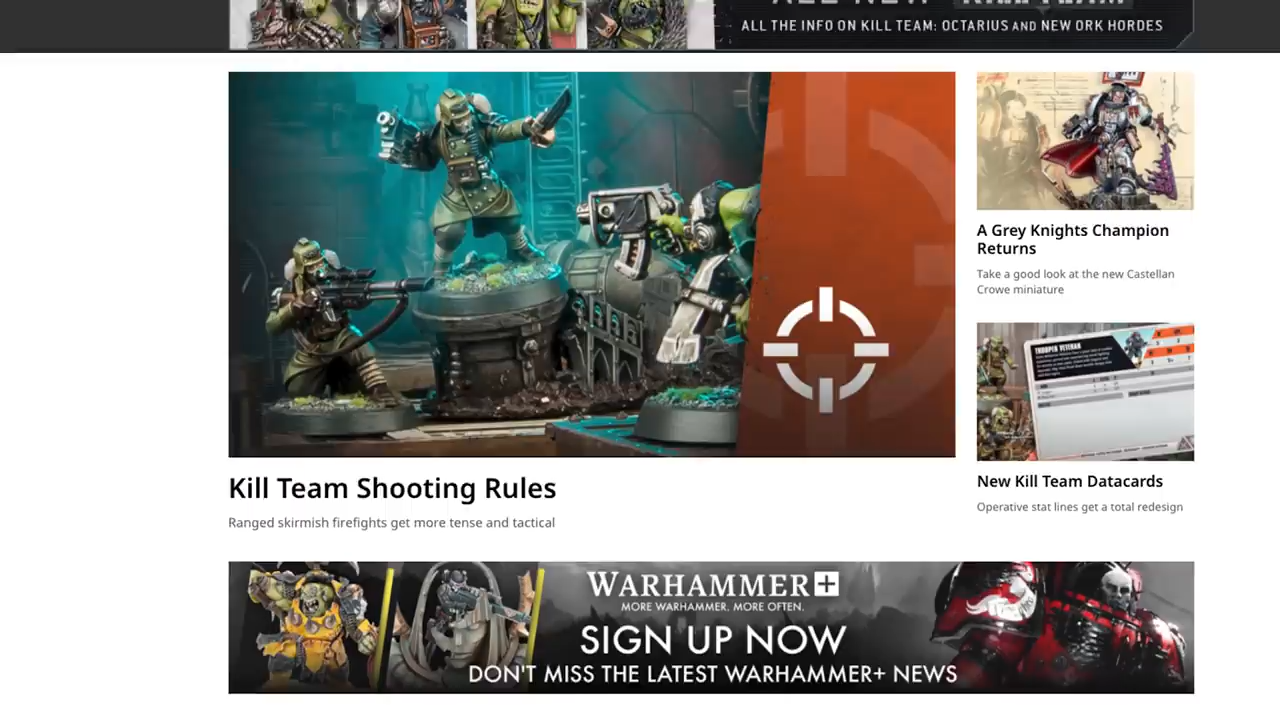 ALL THE INFO ON KILL TEAM: OCTARIUS AND NEW ORK HORDES
A Grey Knights Champion
Returns
Take a good look at the new Castellan
Crowe miniature
TROOPER VETERAN
New Kill Team Datacards
Operative stat lines get a total redesign
Kill Team Shooting Rules
Ranged skirmish firefights get more tense and tactical
WARHAMMER+
MORE WARHAMMER. MORE OFTEN.
SIGN UP NOW
DON'T MISS THE LATEST WARHAMMER+ NEWS